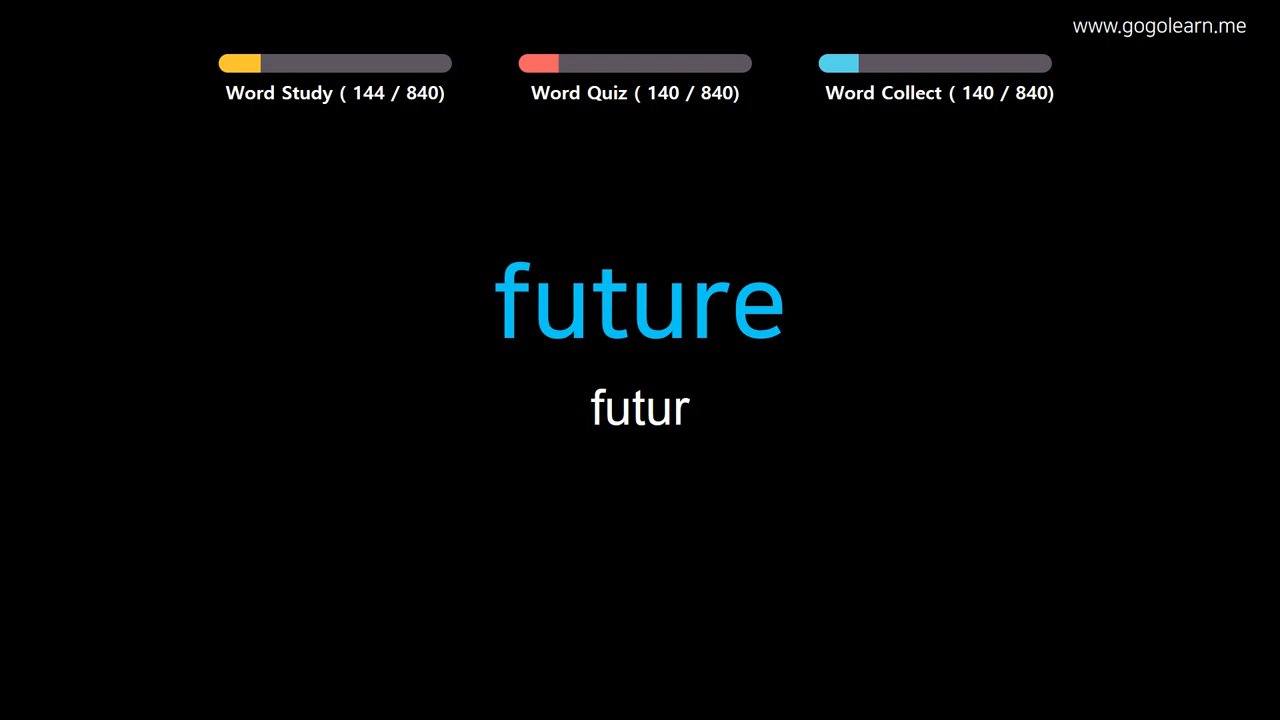 www.gogolearn.me
Word Study ( 144 / 840)
Word Quiz ( 140 / 840)
Word Collect ( 140 / 840)
future
futur